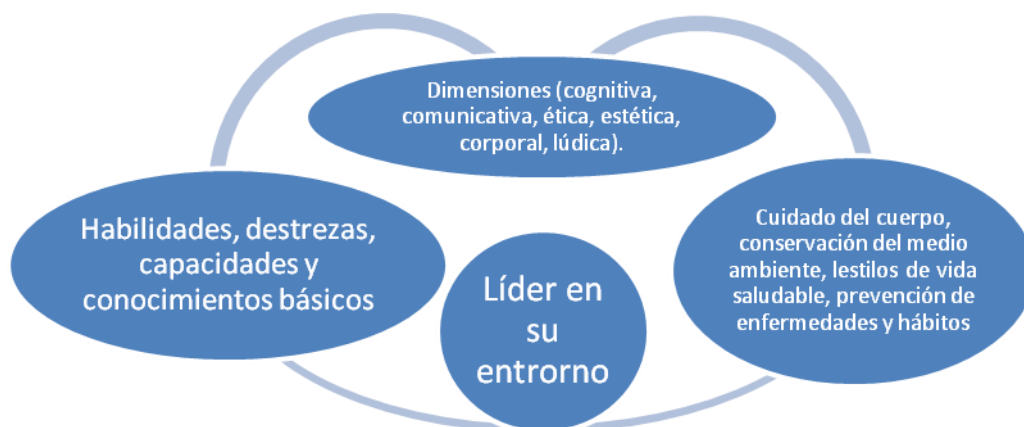 Dimensiones (cognitiva,
comunicativa, ética, estética,
corporal, lúdica).
Habilidades, destrezas,
capacidades y
conocimientos básicos
Cuidado del cuerpo,
conservación del medio
ambiente, lestilos de vida
saludable, prevención de
enfermedades y hábitos
Líder en
su
entrorno